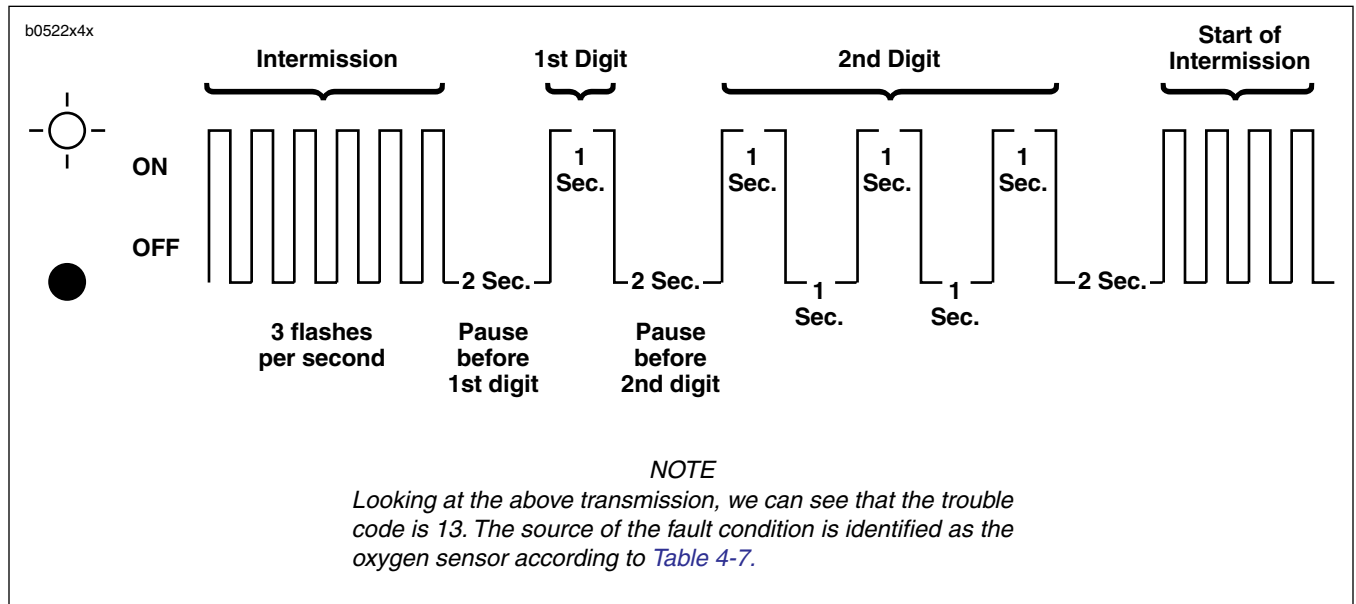 b0522x4x
Intermission
1st Digit
2nd Digit
Start of
Intermission
ON
OFF
1
Sec.
1
Sec.
1
Sec.
1
Sec.
2 Sec.
2 Sec.
1
Sec.
1
Sec.
2 Sec.
3 flashes
per second
Pause
before
1st digit
Pause
before
2nd digit
NOTE
Looking at the above transmission, we can see that the trouble
code is 13. The source of the fault condition is identified as the
oxygen sensor according to Table 4-7.